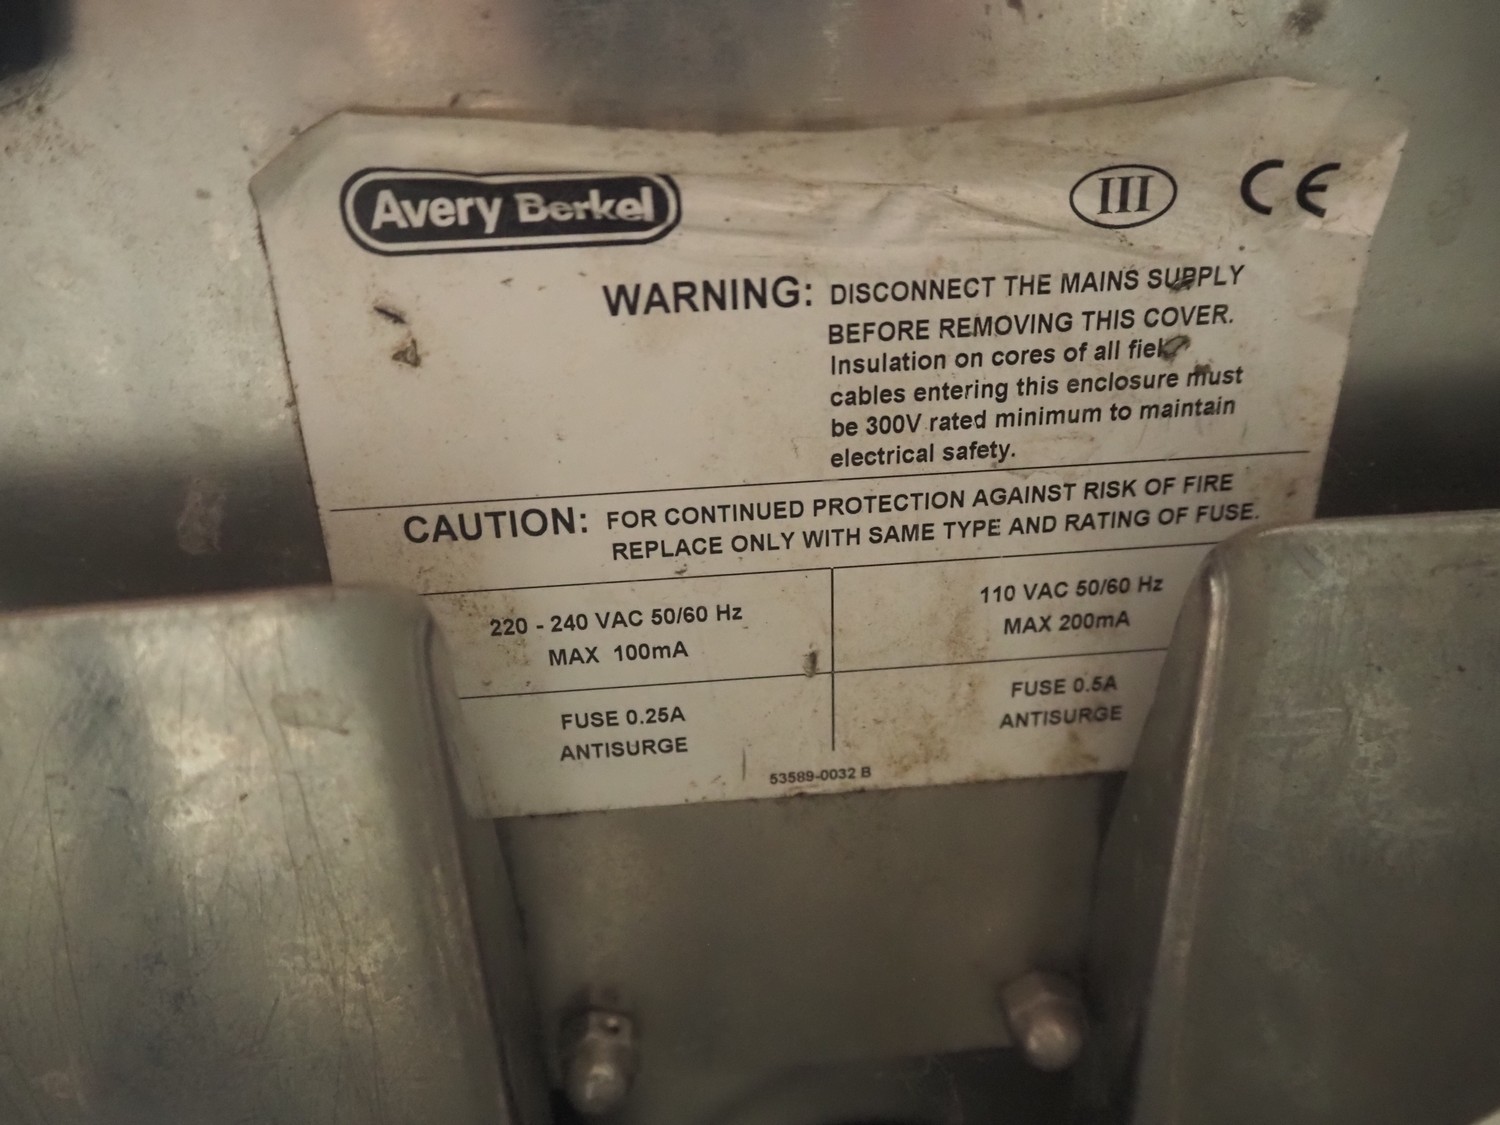 Avery Berkel
III
CE
WARNING: DISCONNECT THE MAINS SUPPLY
BEFORE REMOVING THIS COVER.
Insulation on cores of all field
cables entering this enclosure must
be 300V rated minimum to maintain
electrical safety.
CAUTION: FOR CONTINUED PROTECTION AGAINST RISK OF FIRE
REPLACE ONLY WITH SAME TYPE AND RATING OF FUSE.
220 - 240 VAC 50/60 Hz
MAX 100mA
110 VAC 50/60 Hz
MAX 200mA
FUSE 0.25A
ANTISURGE
FUSE 0.5A
ANTISURGE
53589-0032 B